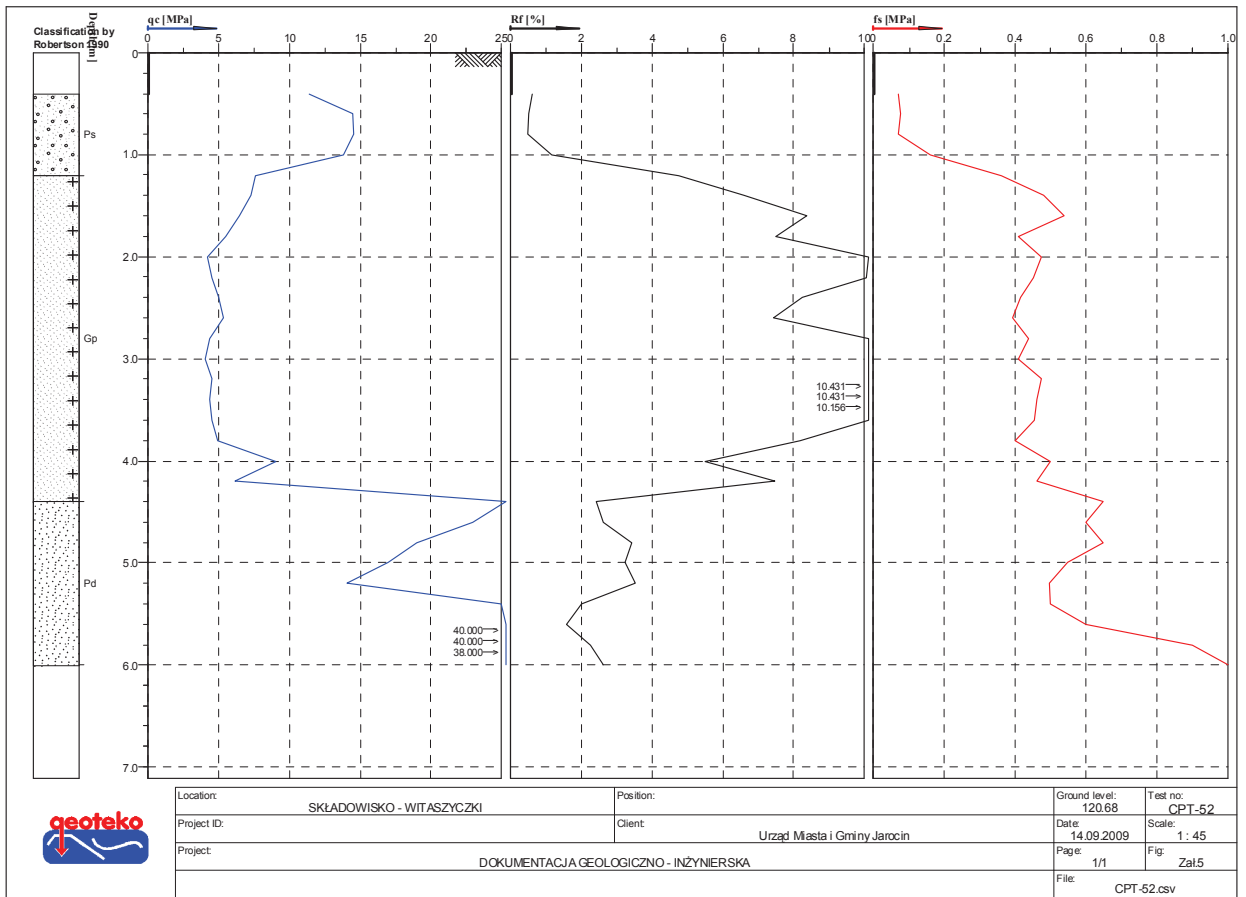 Classification by
Robertson 1990
Depth [m]
qc [MPa]
Rf [%]
fs [MPa]
0 5 10 15 20 25
0 2 4 6 8 10
0 0.2 0.4 0.6 0.8 1.0
0
1.0
2.0
3.0
4.0
5.0
6.0
7.0
Ps
Gp
Pd
10.431
10.431
10.156
40.000
40.000
38.000
geoteko
Location:
SKŁADOWISKO - WITASZYCZKI
Position:
Ground level:
120.68
Test no:
CPT-52
Project ID:
Client:
Urząd Miasta i Gminy Jarocin
Date:
14.09.2009
Scale:
1 : 45
Project:
DOKUMENTACJA GEOLOGICZNO - INŻYNIERSKA
Page:
1/1
Fig:
Zał.5
File:
CPT-52.csv